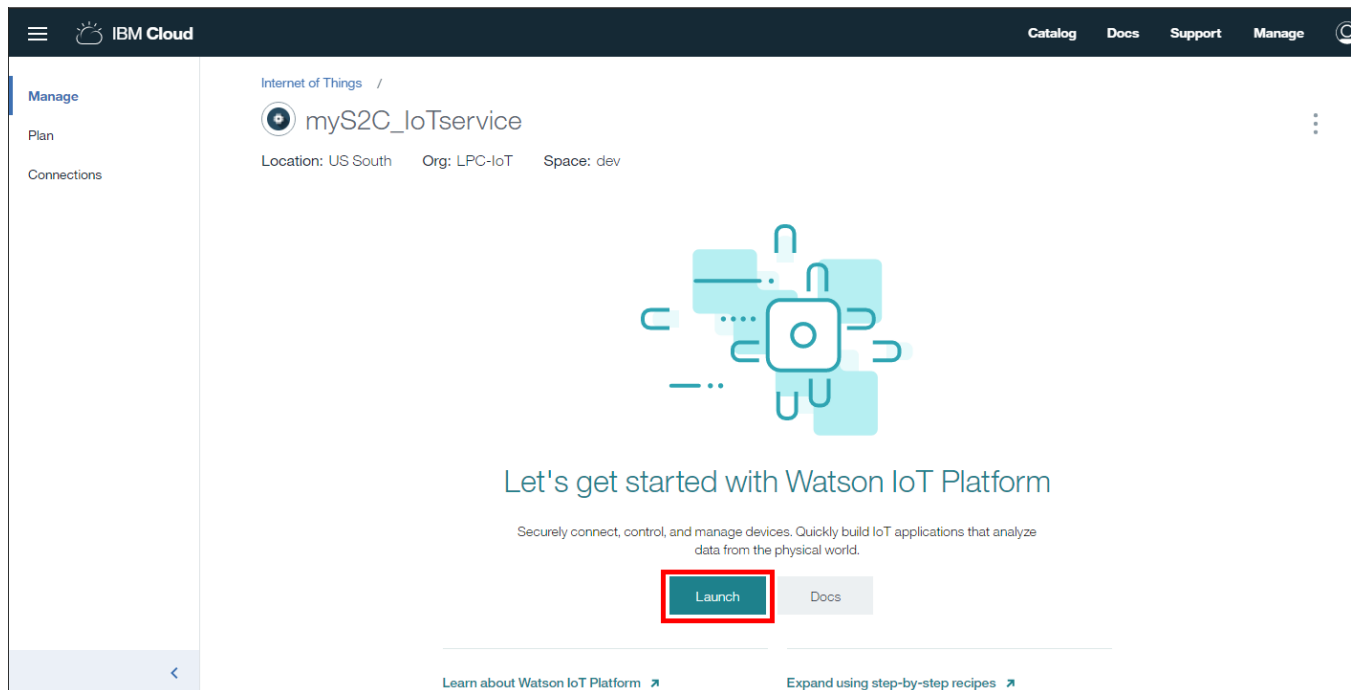 IBM Cloud
Catalog Docs Support Manage
Manage
Plan
Connections
Internet of Things /
myS2C_IoTservice
Location: US South Org: LPC-IoT Space: dev
Let's get started with Watson IoT Platform
Securely connect, control, and manage devices. Quickly build IoT applications that analyze
data from the physical world.
Launch Docs
Learn about Watson IoT Platform Expand using step-by-step recipes